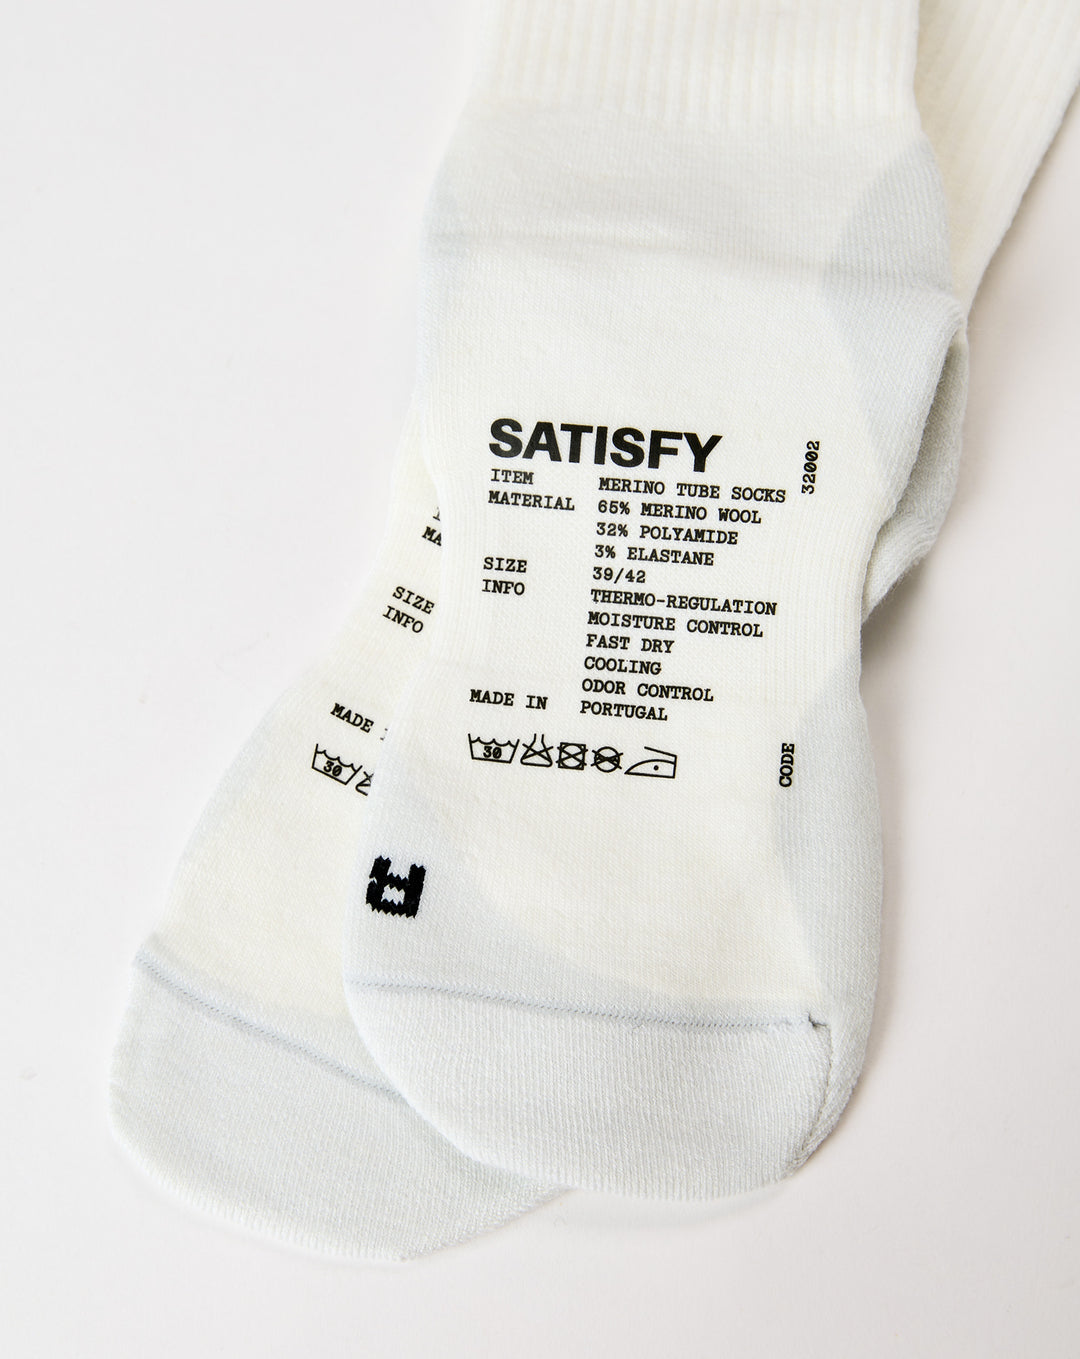 SATISFY
ITEM MERINO TUBE SOCKS
MATERIAL 65% MERINO WOOL
32% POLYAMIDE
3% ELASTANE
SIZE 39/42
INFO THERMO-REGULATION
MOISTURE CONTROL
FAST DRY
COOLING
ODOR CONTROL
MADE IN PORTUGAL
30
32002
CODE
MA
SIZE
INFO
MADE
30
R